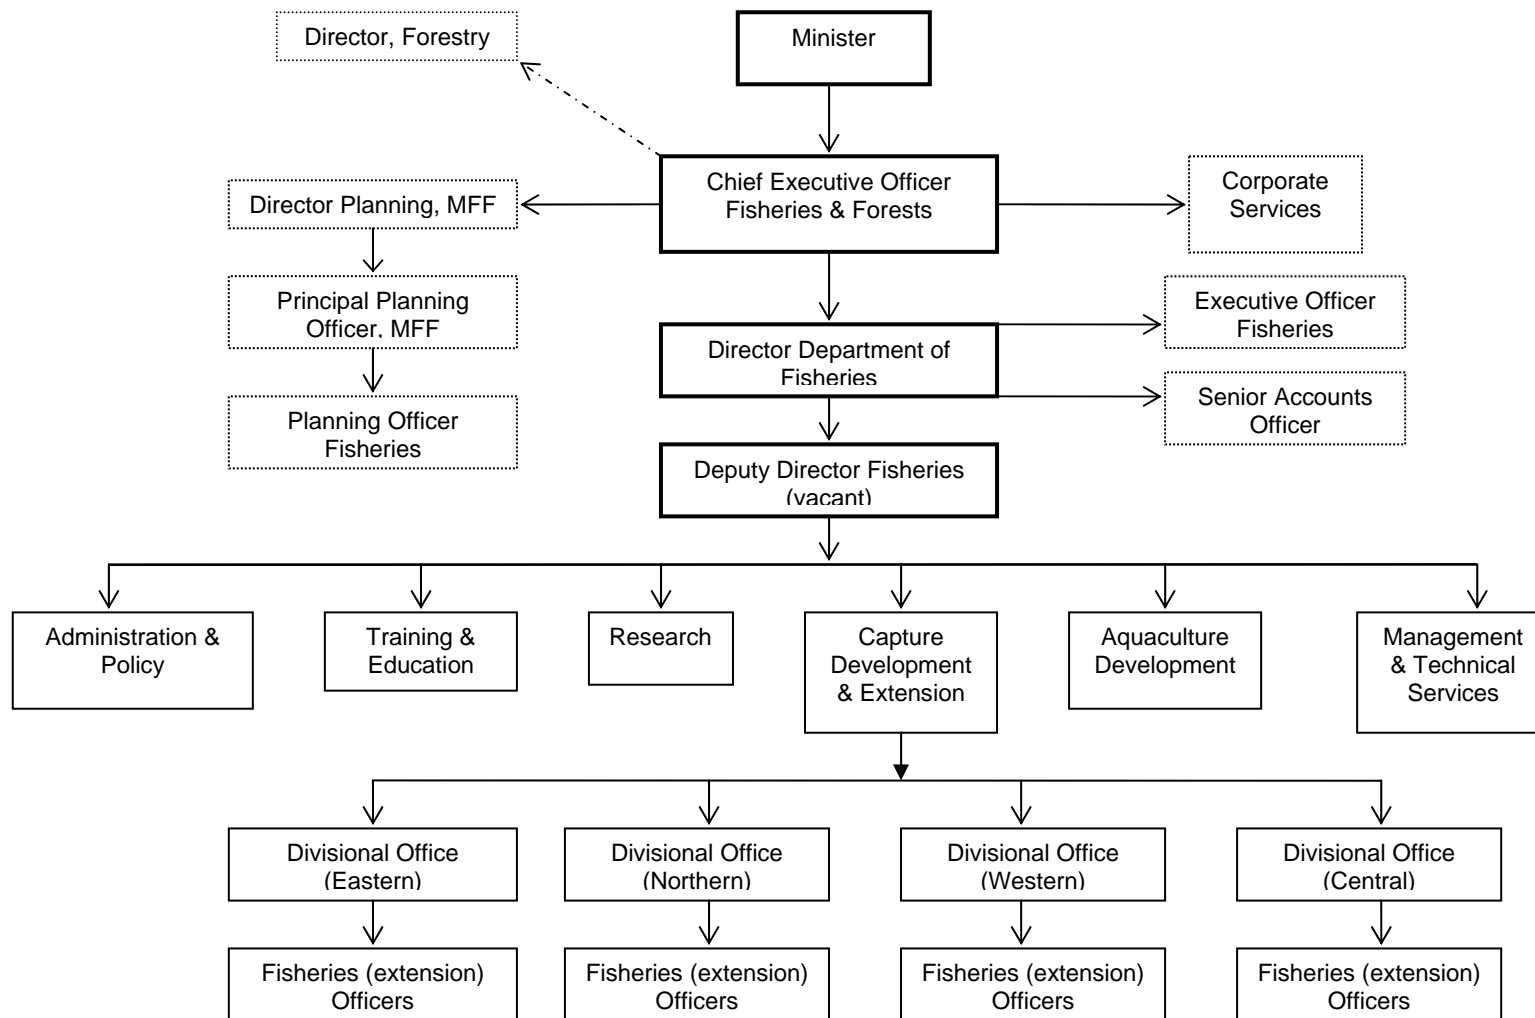 Director, Forestry
Minister
Chief Executive Officer
Fisheries & Forests
Corporate
Services
Director Planning, MFF
Principal Planning
Officer, MFF
Executive Officer
Fisheries
Director Department of
Fisheries
Senior Accounts
Officer
Planning Officer
Fisheries
Deputy Director Fisheries
(vacant)
Administration &
Policy
Training &
Education
Research
Capture
Development
& Extension
Aquaculture
Development
Management
& Technical
Services
Divisional Office
(Eastern)
Divisional Office
(Northern)
Divisional Office
(Western)
Divisional Office
(Central)
Fisheries (extension)
Officers
Fisheries (extension)
Officers
Fisheries (extension)
Officers
Fisheries (extension)
Officers